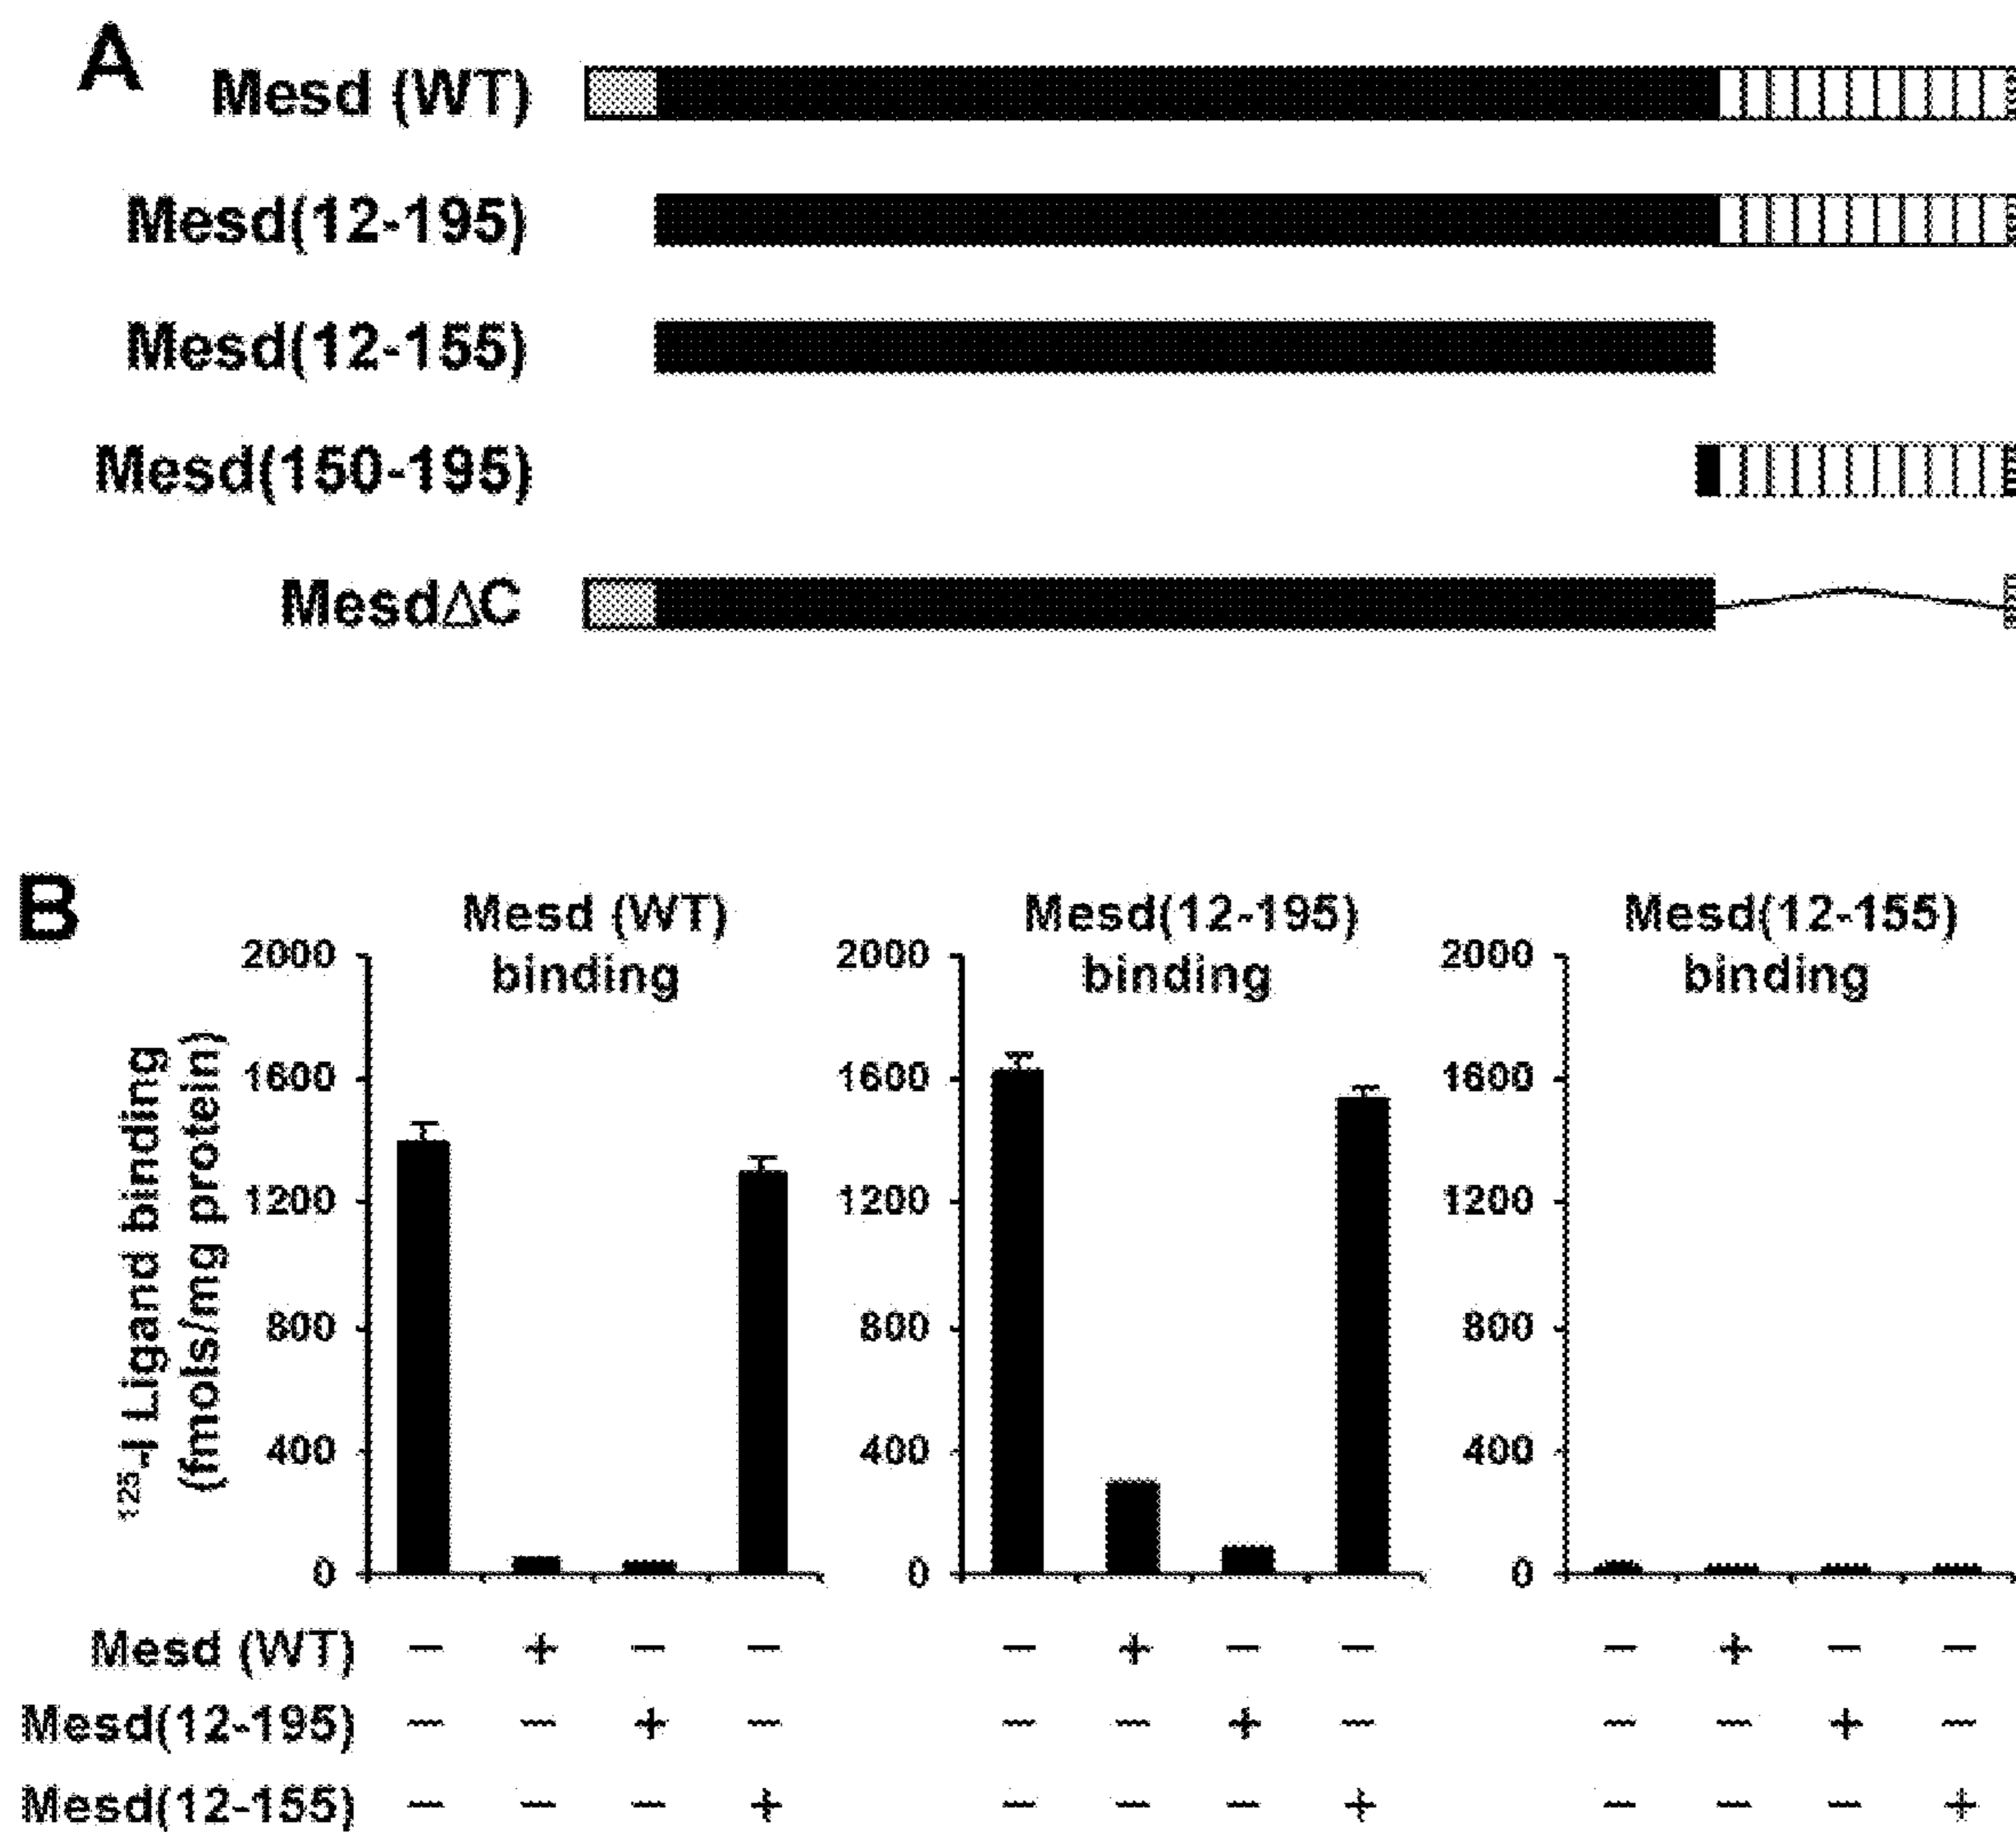 A
Mesd (WT)
Mesd(12-195)
Mesd(12-155)
Mesd(150-195)
MesdΔC
B
Mesd (WT)
binding
Mesd(12-195)
binding
Mesd(12-155)
binding
¹²⁵-I Ligand binding
(fmols/mg protein)
2000
1600
1200
800
400
0
2000
1600
1200
800
400
0
2000
1600
1200
800
400
0
Mesd (WT) − + − − − + − − − + − −
Mesd(12-195) − − + − − − + − − − + −
Mesd(12-155) − − − + − − − + − − − +